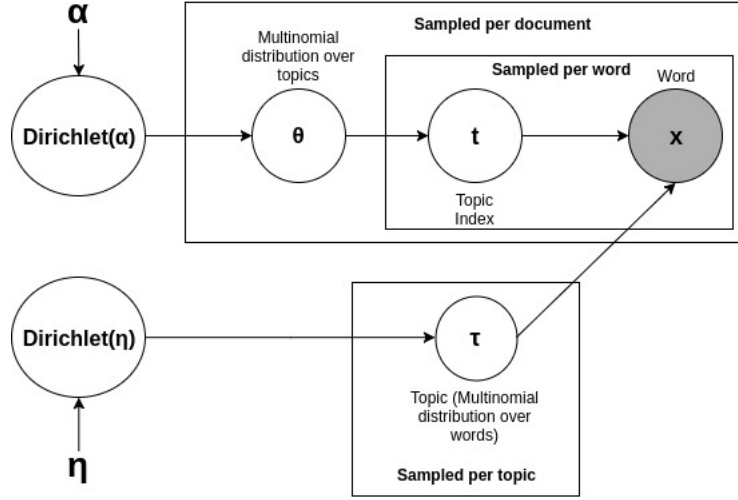 α
Sampled per document
Multinomial
distribution over
topics
Sampled per word
Word
Dirichlet(α)
θ
t
x
Topic
Index
Dirichlet(η)
τ
Topic (Multinomial
distribution over
words)
η
Sampled per topic